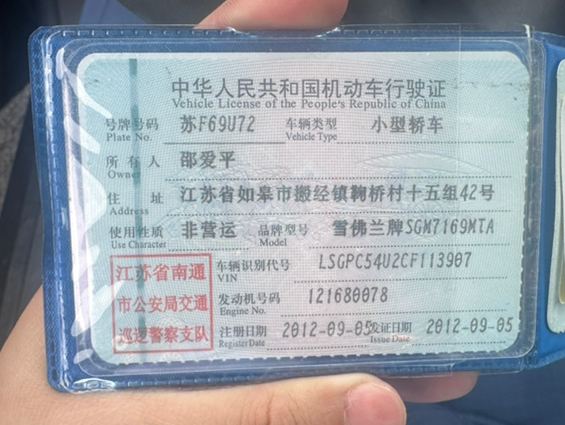 中华人民共和国机动车行驶证
Vehicle License of the People's Republic of China
号牌号码 苏F69U72 车辆类型 小型轿车
Plate No. Vehicle Type
所有人 邵爱平
Owner
住址 江苏省如皋市搬经镇鞠桥村十五组42号
Address
使用性质 非营运 品牌型号 雪佛兰牌SGM7169MTA
Use Character Model
江苏省南通
市公安局交通
巡逻警察支队
车辆识别代号 LSGPC54U2CF113907
VIN
发动机号码 121680078
Engine No.
注册日期 2012-09-05 发证日期 2012-09-05
Register Date Issue Date